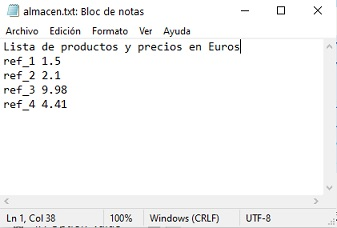 almacen.txt: Bloc de notas
Archivo Edición Formato Ver Ayuda
Lista de productos y precios en Euros
ref_1 1.5
ref_2 2.1
ref_3 9.98
ref_4 4.41
Ln 1, Col 38 100% Windows (CRLF) UTF-8